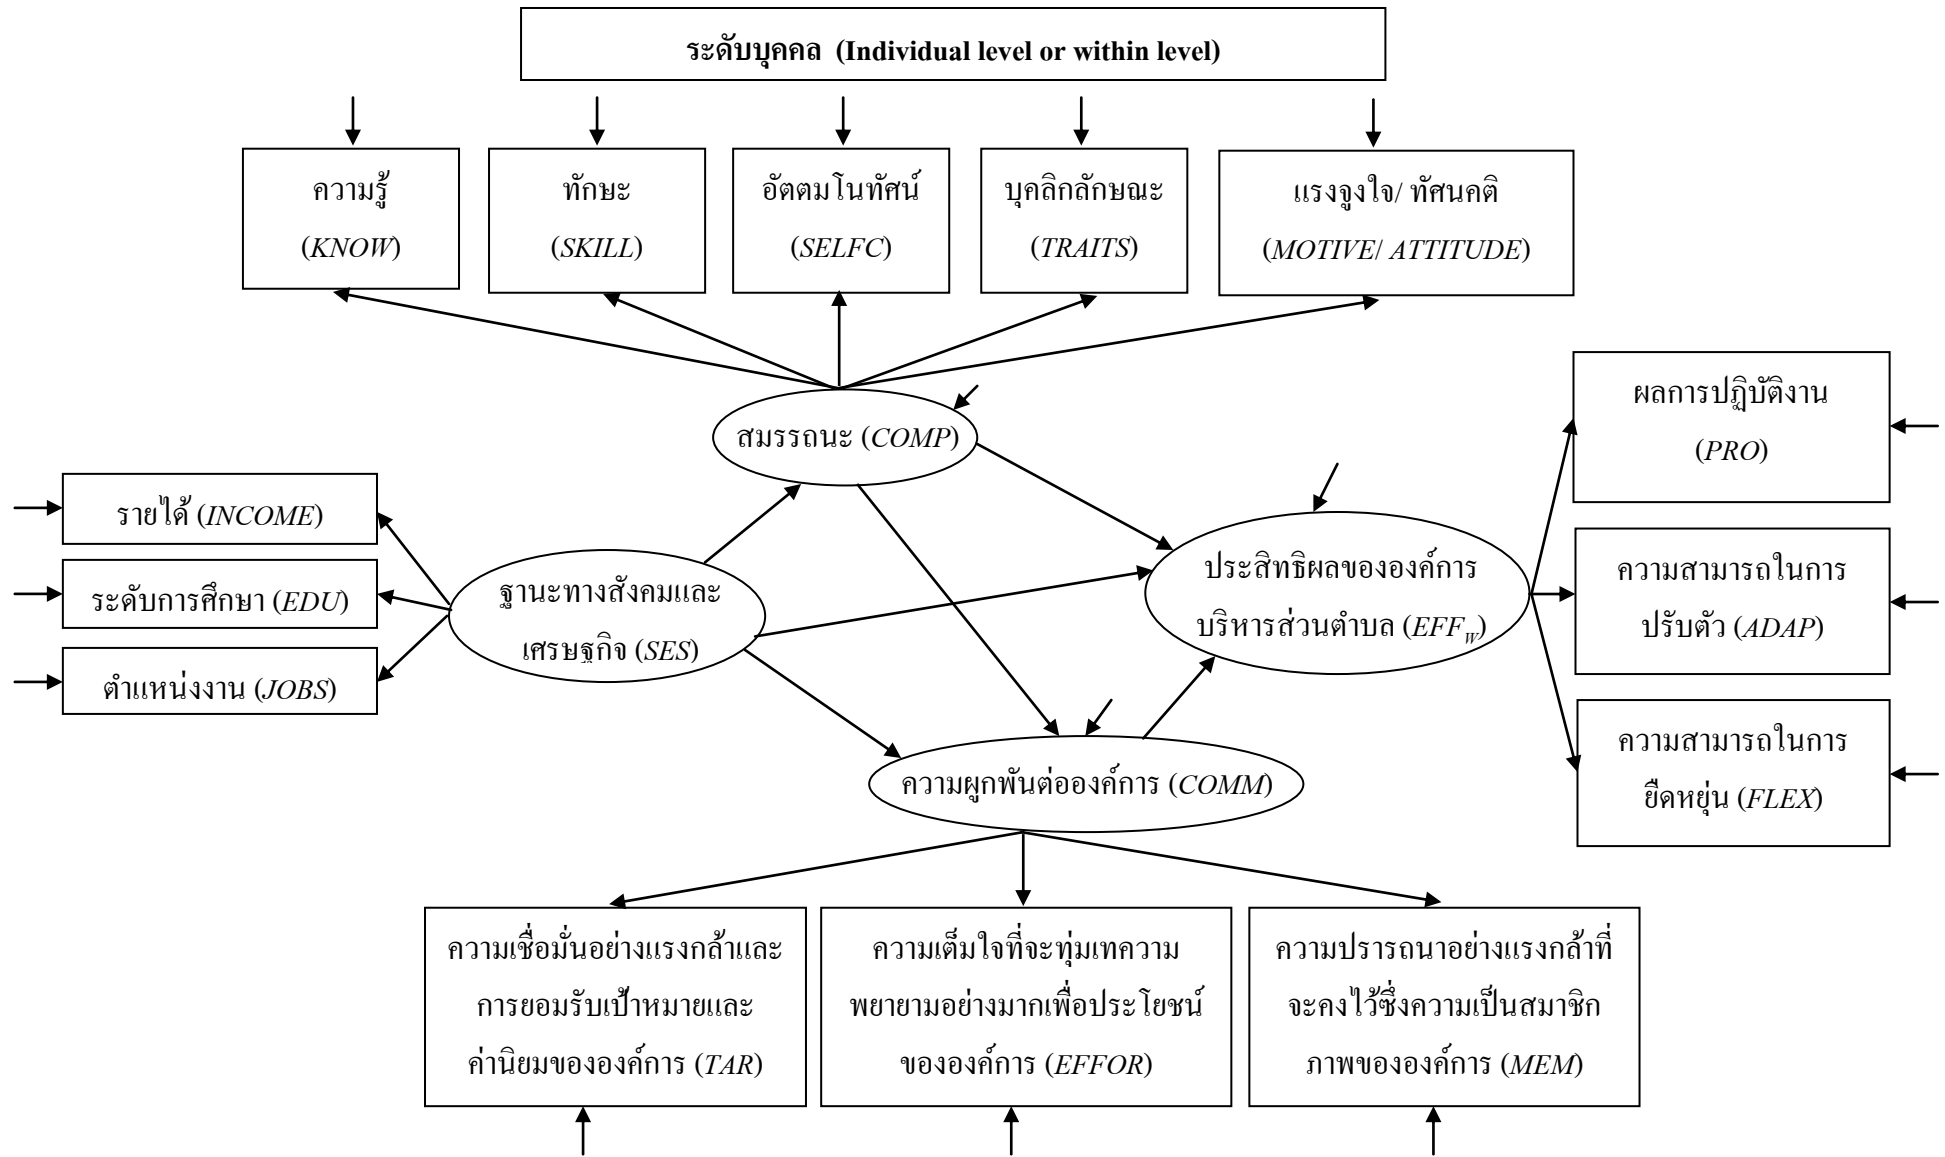 ระดับบุคคล (Individual level or within level)
ความรู้
(KNOW)
ทักษะ
(SKILL)
อัตตมโนทัศน์
(SELFC)
บุคลิกลักษณะ
(TRAITS)
แรงจูงใจ/ ทัศนคติ
(MOTIVE/ ATTITUDE)
สมรรถนะ (COMP)
ผลการปฏิบัติงาน
(PRO)
รายได้ (INCOME)
ระดับการศึกษา (EDU)
ตำแหน่งงาน (JOBS)
ฐานะทางสังคมและ
เศรษฐกิจ (SES)
ประสิทธิผลขององค์การ
บริหารส่วนตำบล (EFFW)
ความสามารถในการ
ปรับตัว (ADAP)
ความสามารถในการ
ยืดหยุ่น (FLEX)
ความผูกพันต่อองค์การ (COMM)
ความเชื่อมั่นอย่างแรงกล้าและ
การยอมรับเป้าหมายและ
ค่านิยมขององค์การ (TAR)
ความเต็มใจที่จะทุ่มเทความ
พยายามอย่างมากเพื่อประโยชน์
ขององค์การ (EFFOR)
ความปรารถนาอย่างแรงกล้าที่
จะคงไว้ซึ่งความเป็นสมาชิก
ภาพขององค์การ (MEM)